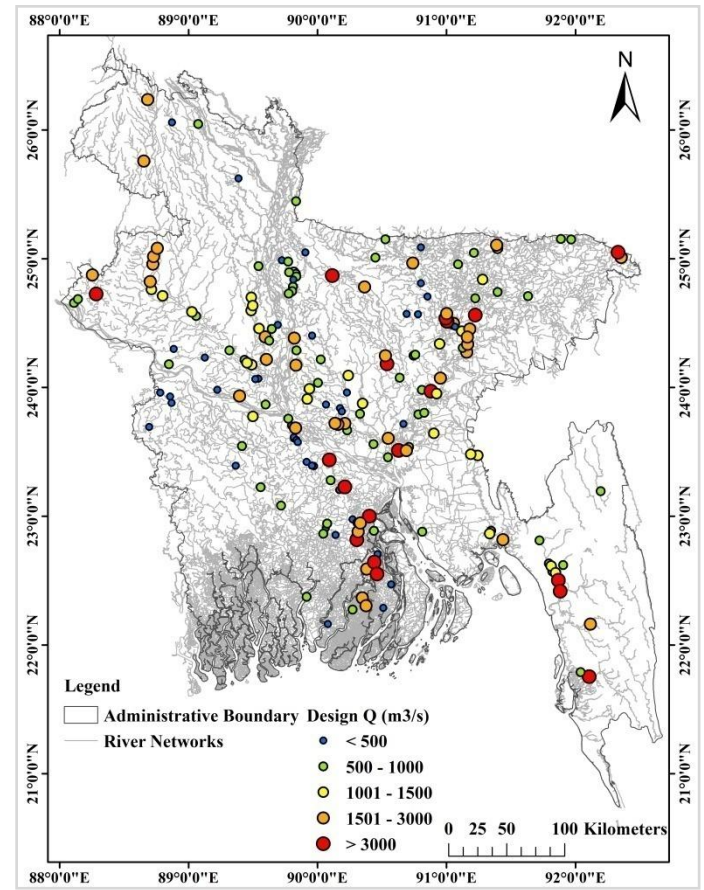 88°0'0"E 89°0'0"E 90°0'0"E 91°0'0"E 92°0'0"E
N
26°0'0"N 26°0'0"N
25°0'0"N 25°0'0"N
24°0'0"N 24°0'0"N
23°0'0"N 23°0'0"N
22°0'0"N 22°0'0"N
Legend
Administrative Boundary Design Q (m3/s)
River Networks < 500
500 - 1000
21°0'0"N 21°0'0"N
1001 - 1500
1501 - 3000 0 25 50 100 Kilometers
> 3000
88°0'0"E 89°0'0"E 90°0'0"E 91°0'0"E 92°0'0"E